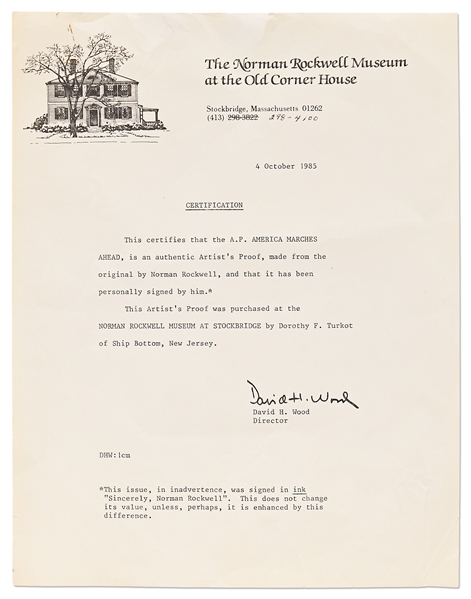 The Norman Rockwell Museum
at the Old Corner House
Stockbridge, Massachusetts 01262
(413) 298-3822 298-4100
4 October 1985
CERTIFICATION
This certifies that the A.P. AMERICA MARCHES
AHEAD, is an authentic Artist's Proof, made from the
original by Norman Rockwell, and that it has been
personally signed by him.*
This Artist's Proof was purchased at the
NORMAN ROCKWELL MUSEUM AT STOCKBRIDGE by Dorothy F. Turkot
of Ship Bottom, New Jersey.
David H. Wood
David H. Wood
Director
DHW:lcm
*This issue, in inadvertence, was signed in ink
"Sincerely, Norman Rockwell". This does not change
its value, unless, perhaps, it is enhanced by this
difference.